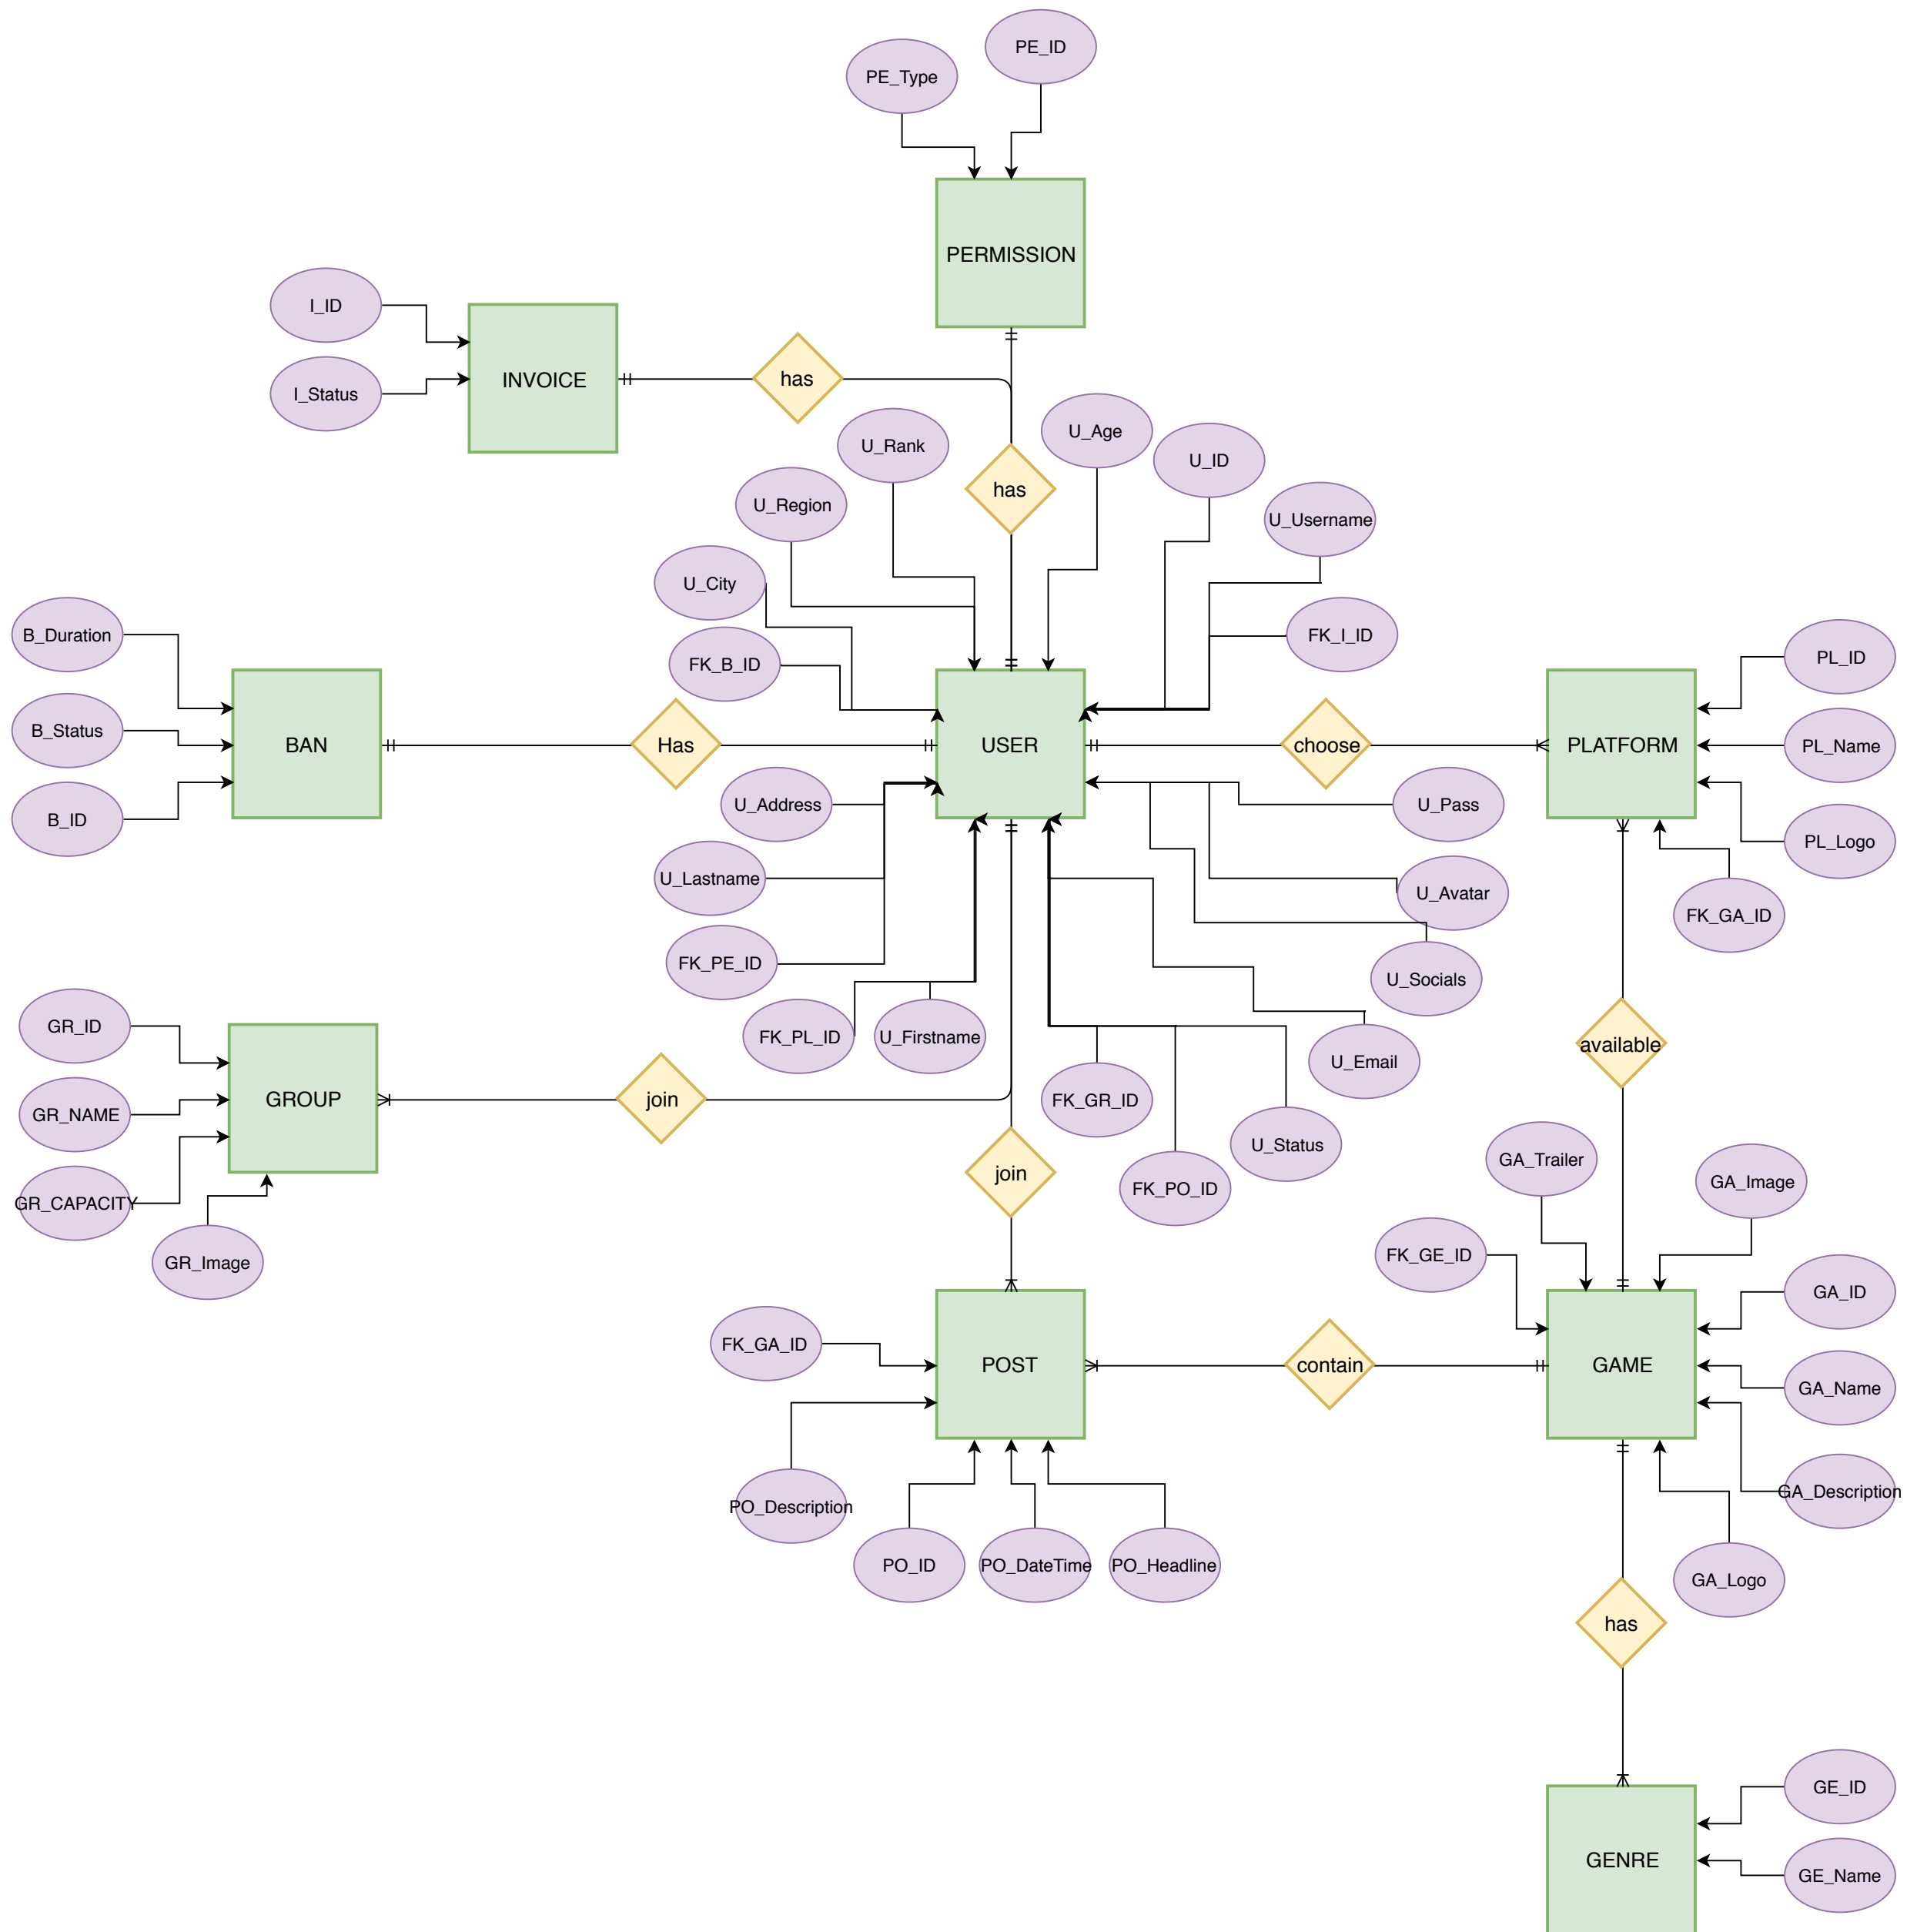 PE_ID
PE_Type
PERMISSION
I_ID
I_Status
INVOICE
has
U_Rank
U_Age
U_ID
has
U_Region
U_Username
U_City
FK_B_ID
FK_I_ID
B_Duration
B_Status
B_ID
BAN
Has
USER
choose
PLATFORM
PL_ID
PL_Name
PL_Logo
FK_GA_ID
U_Address
U_Pass
U_Lastname
U_Avatar
FK_PE_ID
U_Socials
FK_PL_ID
U_Firstname
U_Email
available
GR_ID
GR_NAME
GR_CAPACITY
GR_Image
GROUP
join
FK_GR_ID
U_Status
join
FK_PO_ID
GA_Trailer
GA_Image
FK_GE_ID
GA_ID
FK_GA_ID
POST
contain
GAME
GA_Name
GA_Description
GA_Logo
PO_Description
PO_ID
PO_DateTime
PO_Headline
has
GENRE
GE_ID
GE_Name